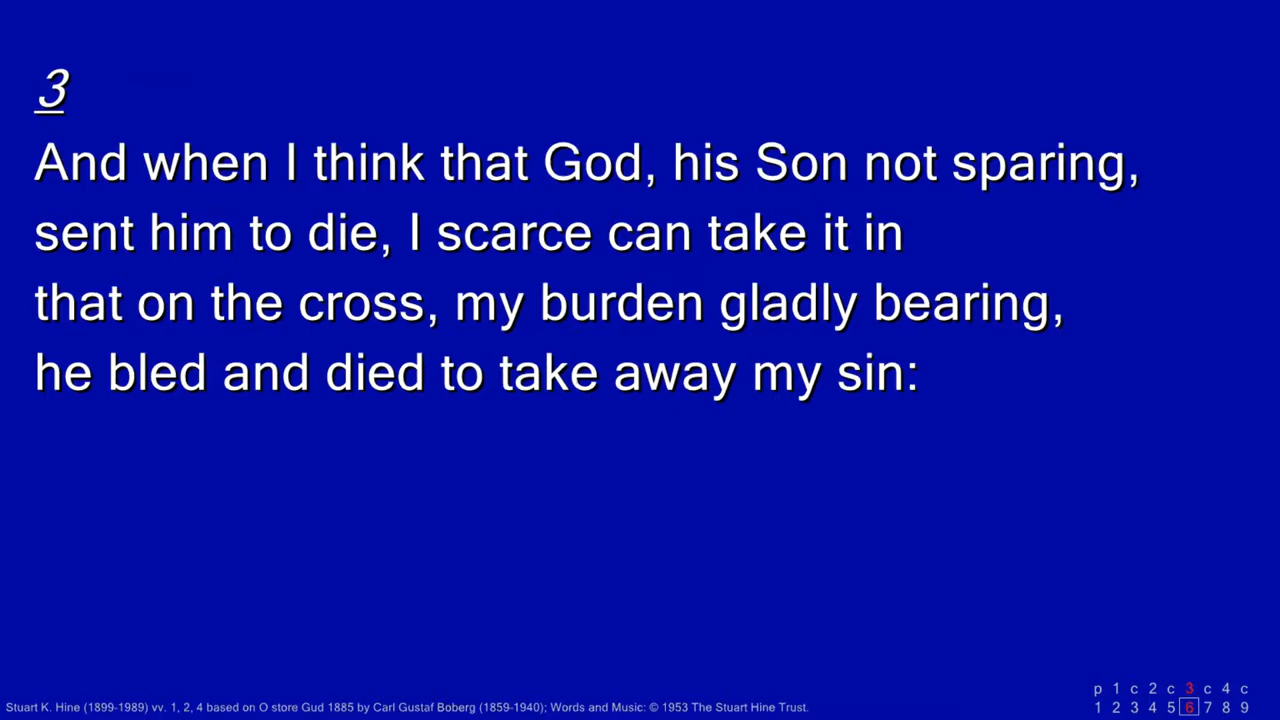 3
And when I think that God, his Son not sparing,
sent him to die, I scarce can take it in
that on the cross, my burden gladly bearing,
he bled and died to take away my sin:
p 1 c 2 c 3 c 4 c
Stuart K. Hine (1899-1989) vv. 1, 2, 4 based on O store Gud 1885 by Carl Gustaf Boberg (1859-1940); Words and Music: © 1953 The Stuart Hine Trust.
1 2 3 4 5 6 7 8 9